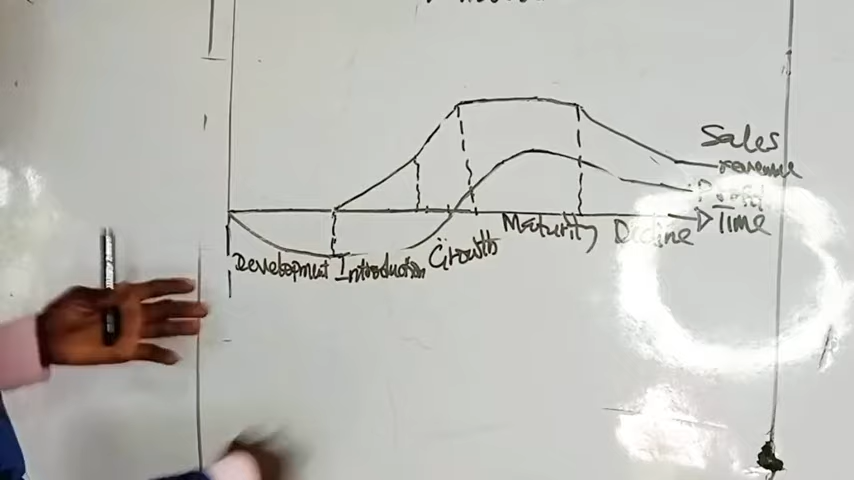 Sales
revenue
Profit
Time
Development Introduction Growth Maturity Decline